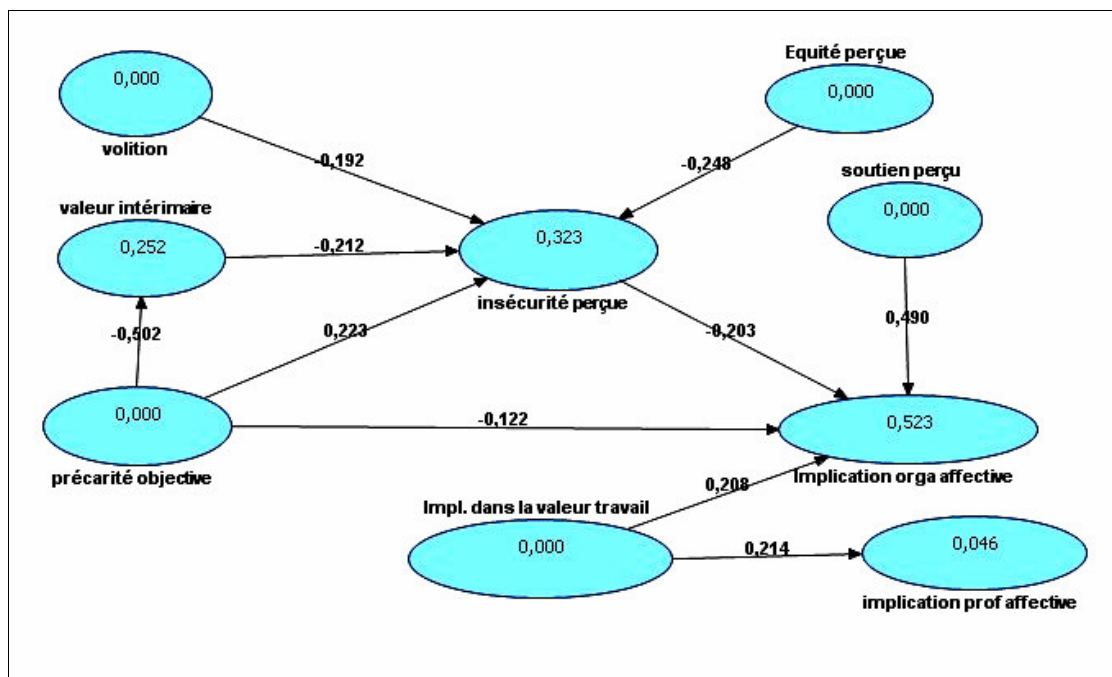 0,000
volition
Equité perçue
0,000
-0,192
-0,248
soutien perçu
0,000
valeur intérimaire
0,252
-0,212
0,323
insécurité perçue
-0,502
0,223
-0,203
0,490
0,000
précarité objective
-0,122
0,523
Implication orga affective
0,208
Impl. dans la valeur travail
0,000
0,214
0,046
implication prof affective